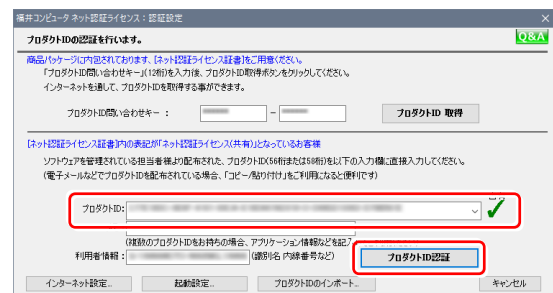 福井コンピュータ ネット認証ライセンス：認証設定
プロダクトIDの認証を行います。
Q&A
商品パッケージに内包されております、[ネット認証ライセンス証書]をご用意ください。
「プロダクトID問い合わせキー」(12桁)を入力後、プロダクトID取得ボタンをクリックしてください。
インターネットを通して、プロダクトIDを取得する事ができます。
プロダクトID問い合わせキー： － プロダクトID 取得
[ネット認証ライセンス証書]内の表記が「ネット認証ライセンス(共有)」となっているお客様
ソフトウェアを管理されている担当者様より配布された、プロダクトID(56桁または58桁)を以下の入力欄に直接入力してください。
(電子メールなどでプロダクトIDを配布されている場合、「コピー/貼り付け」をご利用になると便利です)
プロダクトID:
(複数のプロダクトIDをお持ちの場合、アプリケーション情報などを記入
利用者情報： (識別名 内線番号など) プロダクトID認証
インターネット設定... 起動設定... プロダクトIDのインポート... キャンセル